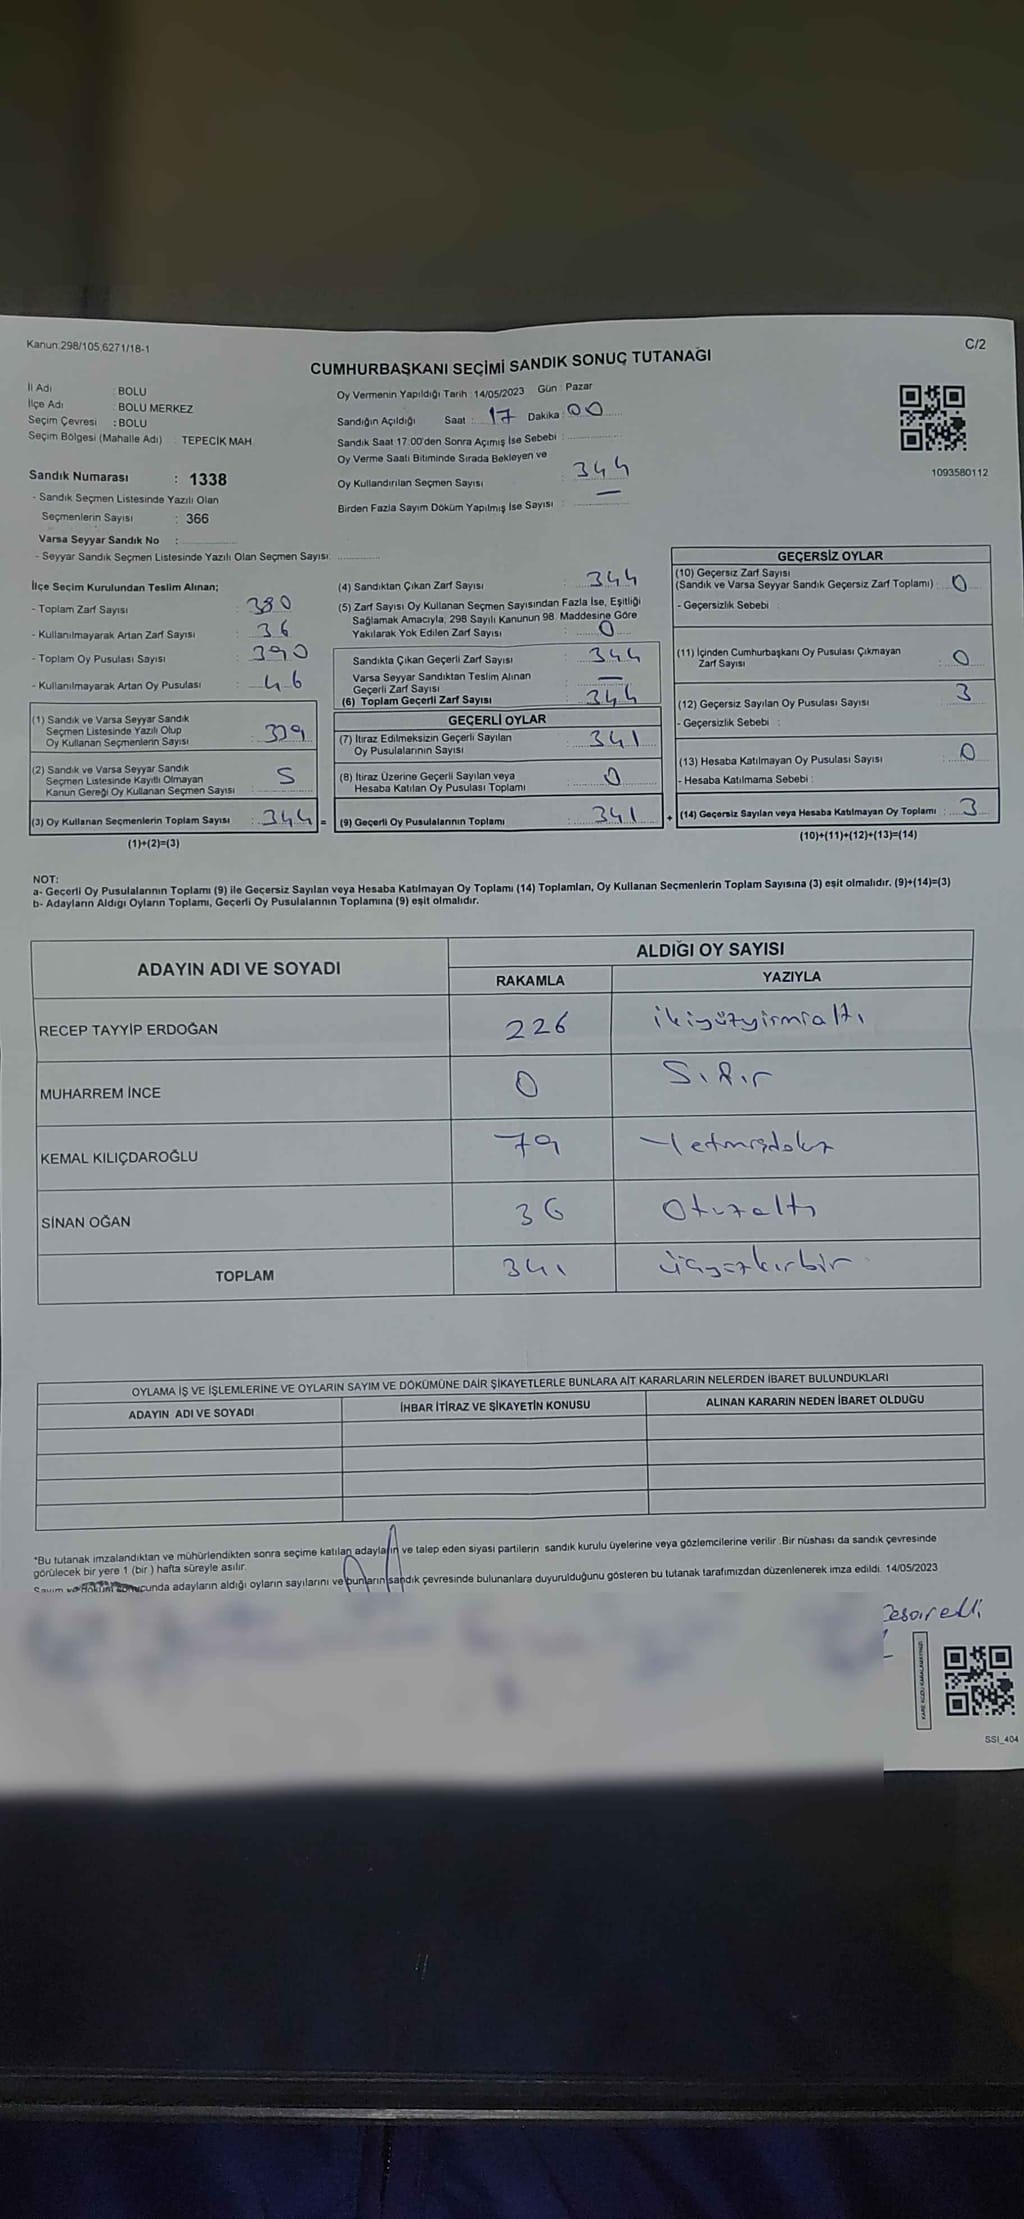 Kanun:298/105,6271/18-1
C/2
CUMHURBAŞKANI SEÇİMİ SANDIK SONUÇ TUTANAĞI
İl Adı : BOLU
İlçe Adı : BOLU MERKEZ
Seçim Çevresi : BOLU
Seçim Bölgesi (Mahalle Adı) : TEPECİK MAH
Sandık Numarası : 1338
- Sandık Seçmen Listesinde Yazılı Olan
Seçmenlerin Sayısı : 366
Varsa Seyyar Sandık No :
- Seyyar Sandık Seçmen Listesinde Yazılı Olan Seçmen Sayısı:
Oy Vermenin Yapıldığı Tarih : 14/05/2023 Gün : Pazar
Sandığın Açıldığı Saat : 17 Dakika : 00
Sandık Saat 17:00'den Sonra Açımış İse Sebebi :
Oy Verme Saati Bitiminde Sırada Bekleyen ve
Oy Kullandırılan Seçmen Sayısı : 344
Birden Fazla Sayım Döküm Yapılmış İse Sayısı : —
1093580112
İlçe Seçim Kurulundan Teslim Alınan;
- Toplam Zarf Sayısı : 380
- Kullanılmayarak Artan Zarf Sayısı : 36
- Toplam Oy Pusulası Sayısı : 390
- Kullanılmayarak Artan Oy Pusulası : 46
(1) Sandık ve Varsa Seyyar Sandık
Seçmen Listesinde Yazılı Olup
Oy Kullanan Seçmenlerin Sayısı : 339
(2) Sandık ve Varsa Seyyar Sandık
Seçmen Listesinde Kayıtlı Olmayan
Kanun Gereği Oy Kullanan Seçmen Sayısı : 5
(3) Oy Kullanan Seçmenlerin Toplam Sayısı : 344 =
(1)+(2)=(3)
(4) Sandıktan Çıkan Zarf Sayısı : 344
(5) Zarf Sayısı Oy Kullanan Seçmen Sayısından Fazla İse, Eşitliği
Sağlamak Amacıyla, 298 Sayılı Kanunun 98. Maddesine Göre
Yakılarak Yok Edilen Zarf Sayısı : 0
Sandıkta Çıkan Geçerli Zarf Sayısı : 344
Varsa Seyyar Sandıktan Teslim Alınan
Geçerli Zarf Sayısı : —
(6) Toplam Geçerli Zarf Sayısı : 344
GEÇERLİ OYLAR
(7) İtiraz Edilmeksizin Geçerli Sayılan
Oy Pusulalarının Sayısı : 341
(8) İtiraz Üzerine Geçerli Sayılan veya
Hesaba Katılan Oy Pusulası Toplamı : 0
(9) Geçerli Oy Pusulalarının Toplamı : 341 +
GEÇERSİZ OYLAR
(10) Geçersiz Zarf Sayısı
(Sandık ve Varsa Seyyar Sandık Geçersiz Zarf Toplamı) : 0
- Geçersizlik Sebebi :
(11) İçinden Cumhurbaşkanı Oy Pusulası Çıkmayan
Zarf Sayısı : 0
(12) Geçersiz Sayılan Oy Pusulası Sayısı : 3
- Geçersizlik Sebebi :
(13) Hesaba Katılmayan Oy Pusulası Sayısı : 0
- Hesaba Katılmama Sebebi :
(14) Geçersiz Sayılan veya Hesaba Katılmayan Oy Toplamı : 3
(10)+(11)+(12)+(13)=(14)
NOT:
a- Geçerli Oy Pusulalarının Toplamı (9) ile Geçersiz Sayılan veya Hesaba Katılmayan Oy Toplamı (14) Toplamları, Oy Kullanan Seçmenlerin Toplam Sayısına (3) eşit olmalıdır. (9)+(14)=(3)
b- Adayların Aldığı Oyların Toplamı, Geçerli Oy Pusulalarının Toplamına (9) eşit olmalıdır.
ADAYIN ADI VE SOYADI
ALDIĞI OY SAYISI
RAKAMLA YAZIYLA
RECEP TAYYİP ERDOĞAN 226 ikiyüzyirmialtı
MUHARREM İNCE 0 Sıfır
KEMAL KILIÇDAROĞLU 79 Yetmişdokuz
SİNAN OĞAN 36 Otuzaltı
TOPLAM 341 üçyüzkırbir
OYLAMA İŞ VE İŞLEMLERİNE VE OYLARIN SAYIM VE DÖKÜMÜNE DAİR ŞİKAYETLERLE BUNLARA AİT KARARLARIN NELERDEN İBARET BULUNDUKLARI
ADAYIN ADI VE SOYADI İHBAR İTİRAZ VE ŞİKAYETİN KONUSU ALINAN KARARIN NEDEN İBARET OLDUĞU
*Bu tutanak imzalandıktan ve mühürlendikten sonra seçime katılan adayların ve talep eden siyasi partilerin sandık kurulu üyelerine veya gözlemcilerine verilir. Bir nüshası da sandık çevresinde
görülecek bir yere 1 (bir) hafta süreyle asılır.
Sayım ve döküm sonucunda adayların aldığı oyların sayılarını ve bunların sandık çevresinde bulunanlara duyurulduğunu gösteren bu tutanak tarafımızdan düzenlenerek imza edildi. 14/05/2023
SSI_404